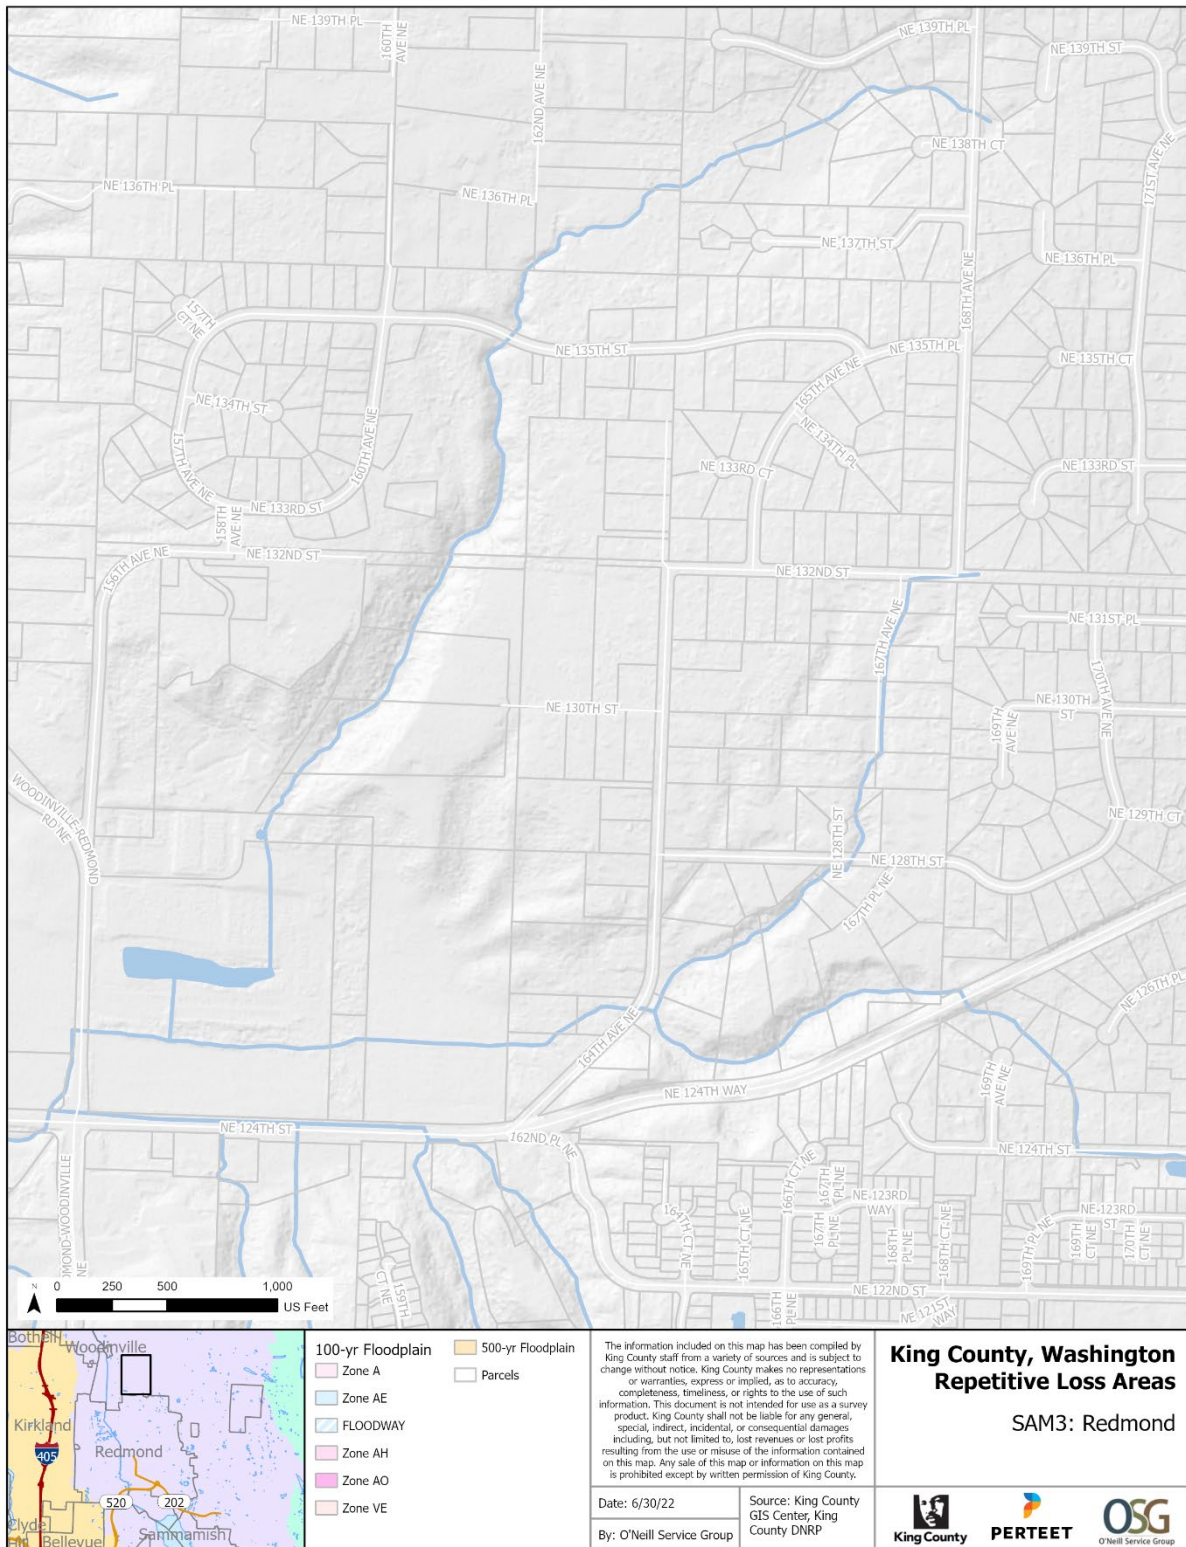 NE 139TH PL
160TH
AVE NE
162ND AVE NE
NE 139TH PL
NE 139TH ST
NE 138TH CT
171ST AVE NE
NE 136TH PL
NE 136TH PL
NE 137TH ST
NE 136TH PL
168TH AVE NE
157TH
CT NE
NE 135TH ST
NE 135TH PL
NE 135TH CT
165TH AVE NE
NE 134TH ST
NE 134TH PL
157TH AVE NE
160TH AVE NE
NE 133RD CT
NE 133RD ST
NE 133RD ST
158TH
AVE NE
156TH AVE NE
NE 132ND ST
NE 132ND ST
167TH AVE NE
NE 131ST PL
170TH AVE NE
NE 130TH ST
NE 130TH
ST
169TH
AVE NE
WOODINVILLE-REDMOND
RD NE
NE 129TH CT
NE 128TH ST
NE 128TH ST
167TH PL NE
NE 126TH PL
164TH AVE NE
169TH
AVE NE
NE 124TH WAY
NE 124TH ST
162ND PL NE
NE 124TH ST
166TH CT NE
167TH
PL NE
NE 123RD
WAY
NE 123RD
ST
164TH CT NE
165TH CT NE
167TH
PL NE
168TH
PL NE
168TH CT NE
169TH PL NE
169TH
CT NE
170TH
CT NE
MOND-WOODINVILLE
NE
159TH
CT NE
NE 122ND ST
166TH
PL NE
NE 121ST
WAY
N
0 250 500 1,000
US Feet
Bothell
Woodinville
Kirkland
405
Redmond
520
202
Clyde
Hill
Bellevue
Sammamish
100-yr Floodplain
Zone A
Zone AE
FLOODWAY
Zone AH
Zone AO
Zone VE
500-yr Floodplain
Parcels
The information included on this map has been compiled by
King County staff from a variety of sources and is subject to
change without notice. King County makes no representations
or warranties, express or implied, as to accuracy,
completeness, timeliness, or rights to the use of such
information. This document is not intended for use as a survey
product. King County shall not be liable for any general,
special, indirect, incidental, or consequential damages
including, but not limited to, lost revenues or lost profits
resulting from the use or misuse of the information contained
on this map. Any sale of this map or information on this map
is prohibited except by written permission of King County.
Date: 6/30/22
By: O'Neill Service Group
Source: King County
GIS Center, King
County DNRP
King County, Washington
Repetitive Loss Areas
SAM3: Redmond
King County
PERTEET
OSG
O'Neill Service Group